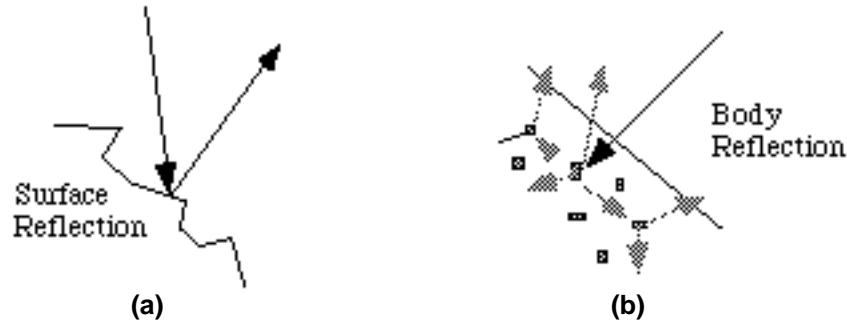 Surface
Reflection
Body
Reflection
(a)
(b)